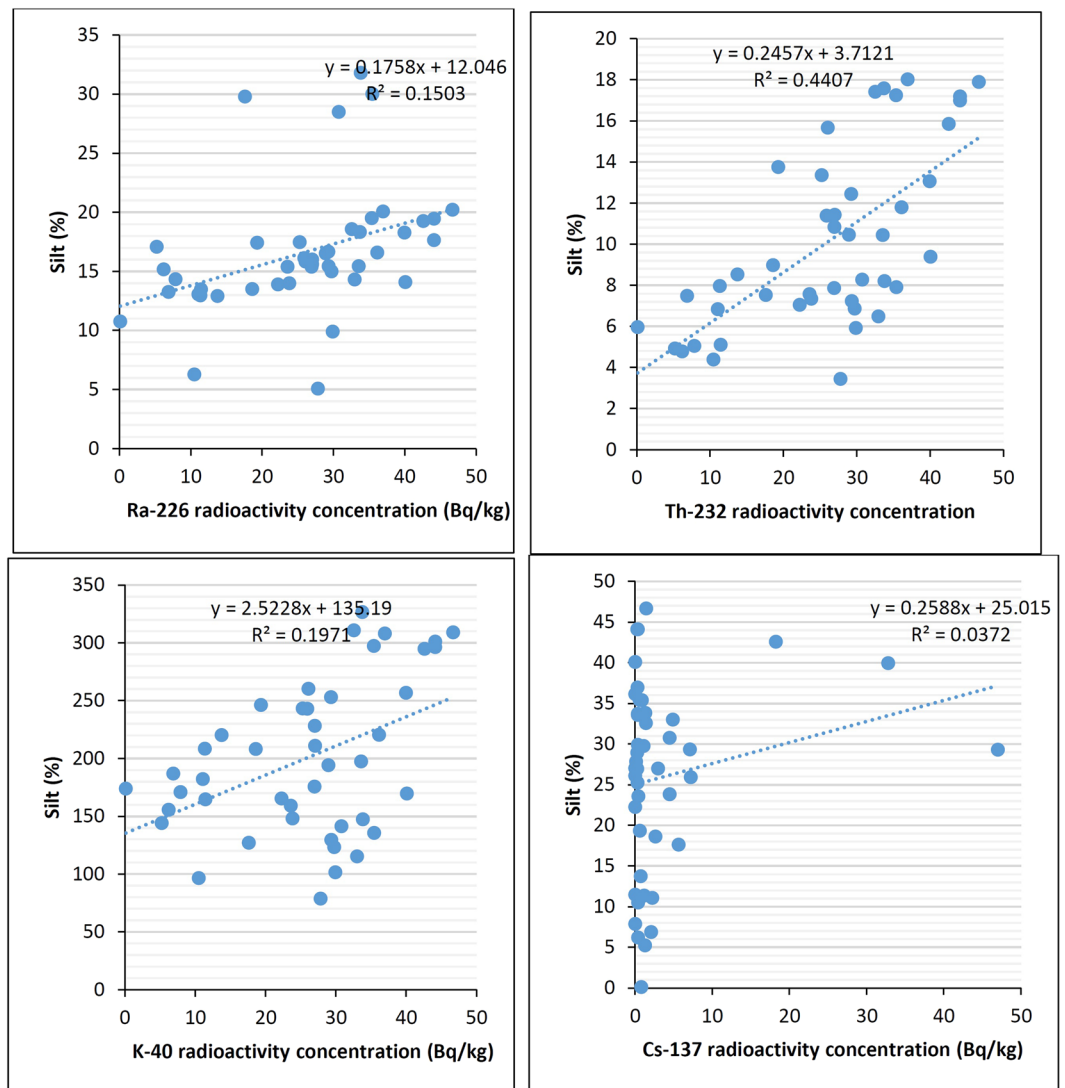 35
30
25
20
15
10
5
0
Silt (%)
y = 0.1758x + 12.046
R² = 0.1503
0 10 20 30 40 50
Ra-226 radioactivity concentration (Bq/kg)
20
18
16
14
12
10
8
6
4
2
0
Silt (%)
y = 0.2457x + 3.7121
R² = 0.4407
0 10 20 30 40 50
Th-232 radioactivity concentration
350
300
250
200
150
100
50
0
Silt (%)
y = 2.5228x + 135.19
R² = 0.1971
0 10 20 30 40 50
K-40 radioactivity concentration (Bq/kg)
50
45
40
35
30
25
20
15
10
5
0
Silt (%)
y = 0.2588x + 25.015
R² = 0.0372
0 10 20 30 40 50
Cs-137 radioactivity concentration (Bq/kg)